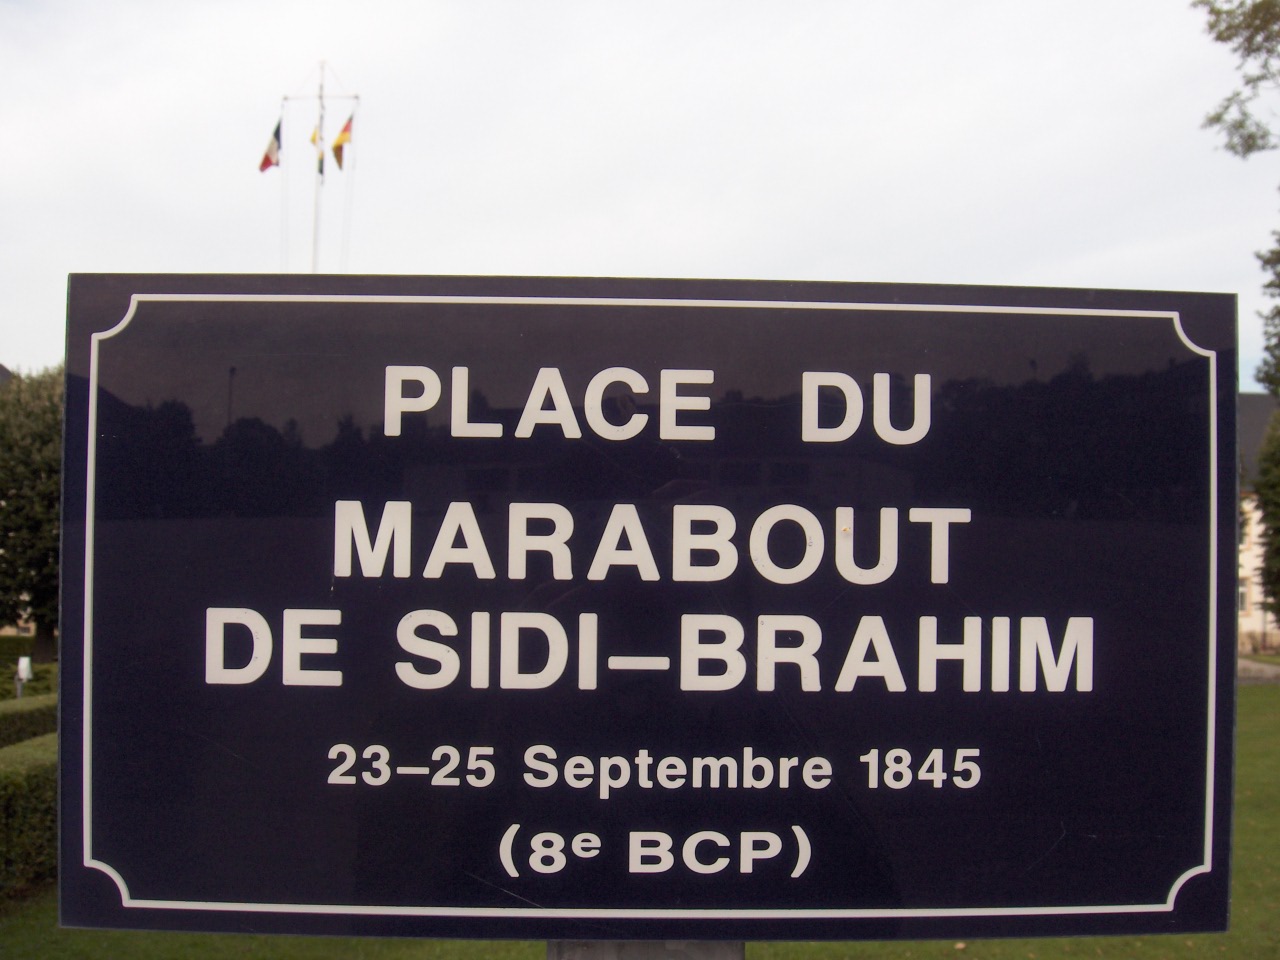 PLACE DU
MARABOUT
DE SIDI-BRAHIM
23-25 Septembre 1845
(8e BCP)